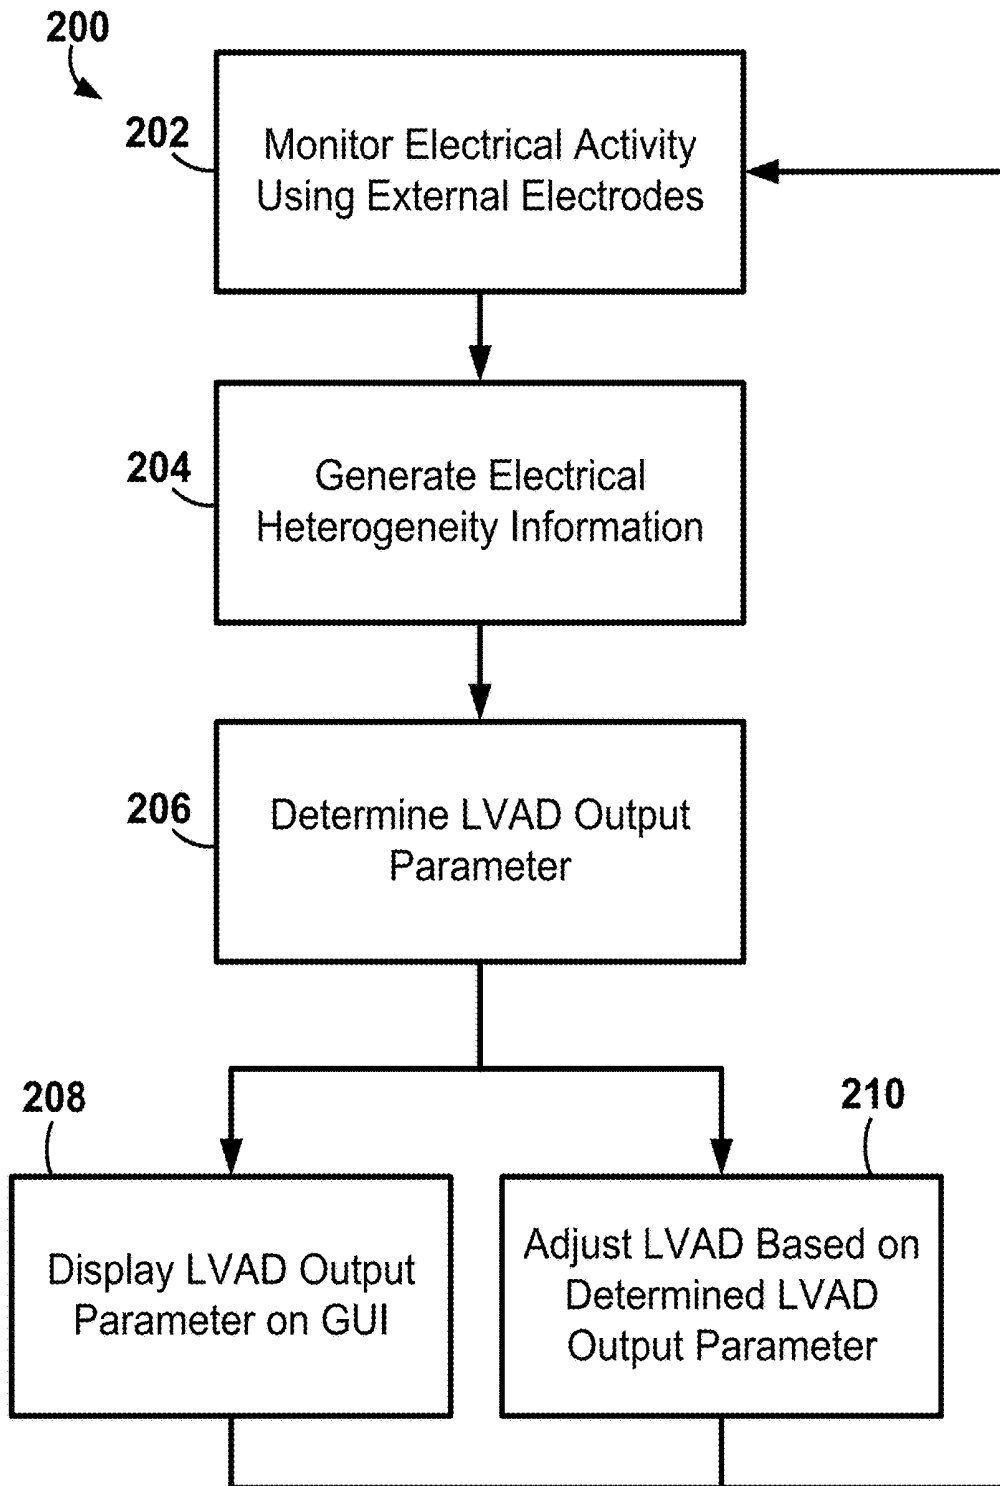 200
202
Monitor Electrical Activity
Using External Electrodes
204
Generate Electrical
Heterogeneity Information
206
Determine LVAD Output
Parameter
208
Display LVAD Output
Parameter on GUI
210
Adjust LVAD Based on
Determined LVAD
Output Parameter